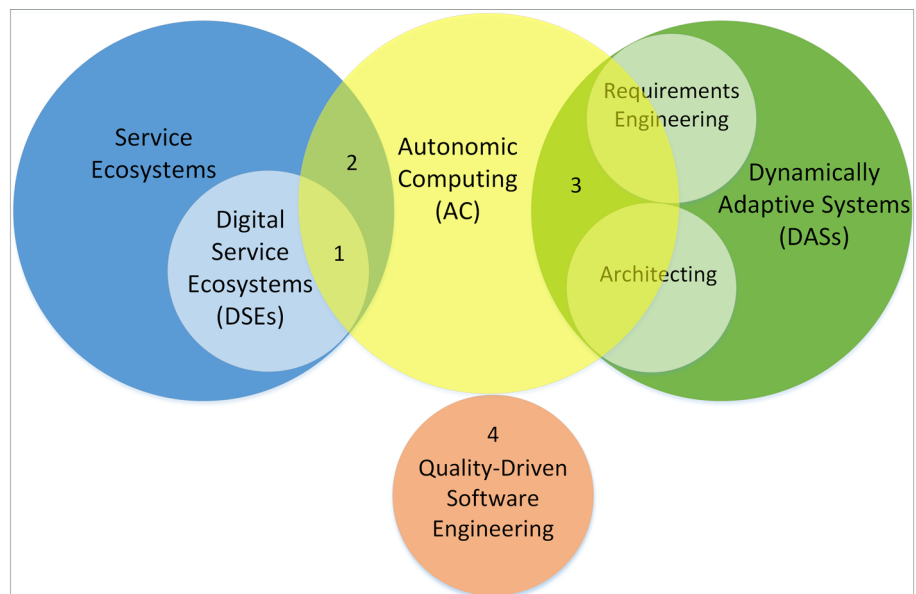 Service
Ecosystems
Digital
Service
Ecosystems
(DSEs)
2
1
Autonomic
Computing
(AC)
3
Requirements
Engineering
Dynamically
Adaptive Systems
(DASs)
Architecting
4
Quality-Driven
Software
Engineering